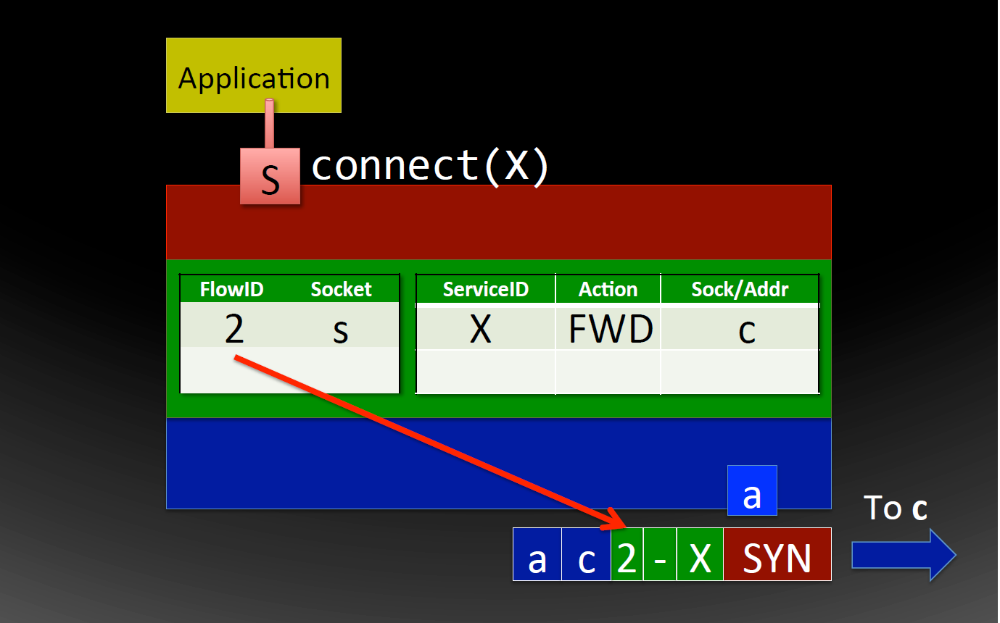 Application
S connect(X)
FlowID Socket ServiceID Action Sock/Addr
2 s X FWD c
a
To c
a c 2 - X SYN